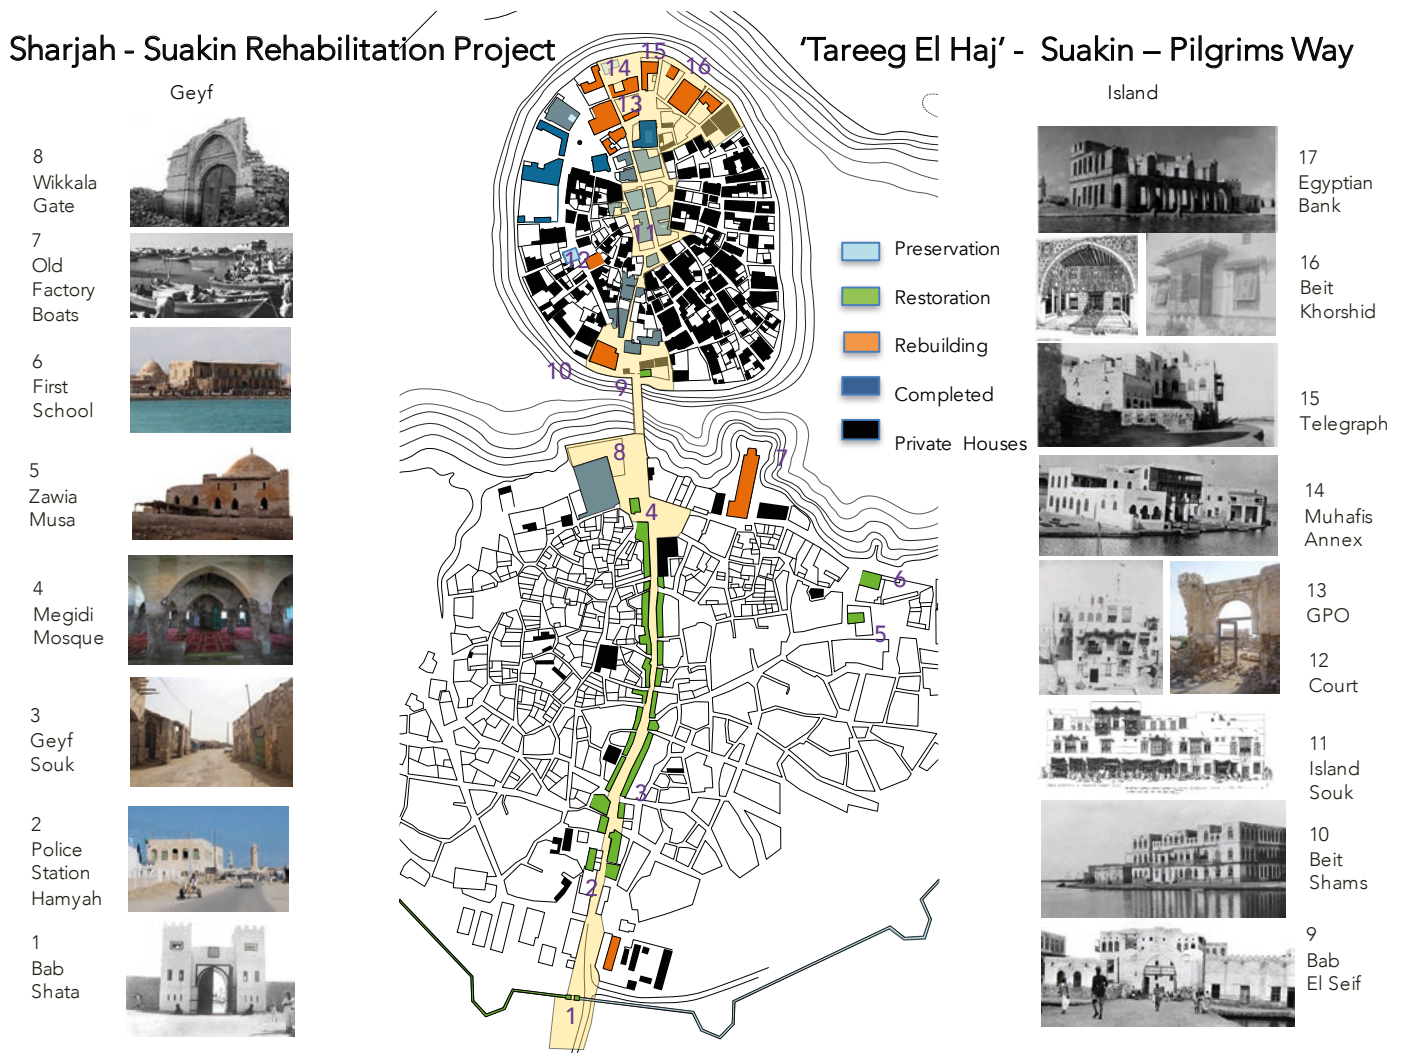 Sharjah - Suakin Rehabilitation Project
'Tareeg El Haj' - Suakin – Pilgrims Way
Geyf
8
Wikkala
Gate
7
Old
Factory
Boats
6
First
School
5
Zawia
Musa
4
Megidi
Mosque
3
Geyf
Souk
2
Police
Station
Hamyah
1
Bab
Shata
15
14
16
13
11
12
10
9
8
7
4
6
5
3
2
1
Preservation
Restoration
Rebuilding
Completed
Private Houses
Island
17
Egyptian
Bank
16
Beit
Khorshid
15
Telegraph
14
Muhafis
Annex
13
GPO
12
Court
11
Island
Souk
10
Beit
Shams
9
Bab
El Seif